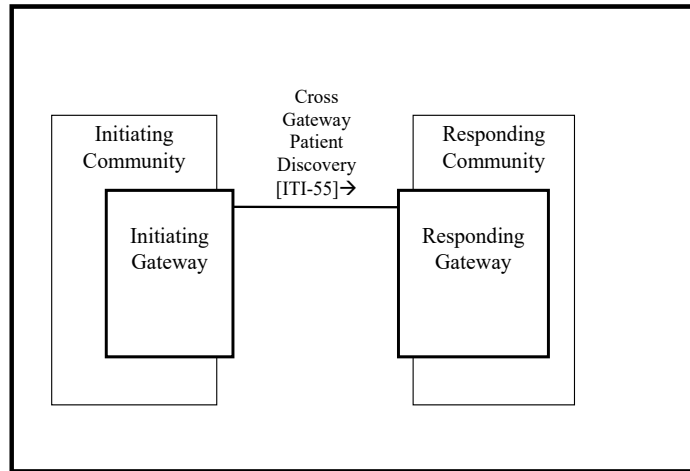 Cross
Gateway
Patient
Discovery
[ITI-55]→
Initiating
Community
Responding
Community
Initiating
Gateway
Responding
Gateway